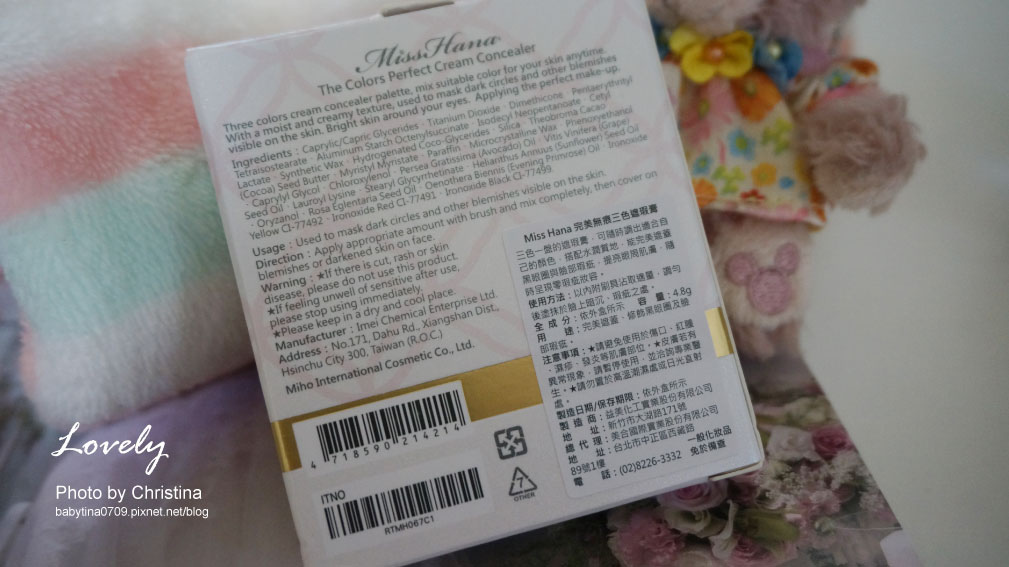 Miss Hana
The Colors Perfect Cream Concealer
Three colors cream concealer palette, mix suitable color for your skin anytime.
With a moist and creamy texture, used to mask dark circles and other blemishes
visible on the skin. Bright skin around your eyes. Applying the perfect make-up.
Ingredients : Caprylic/Capric Glycerides · Titanium Dioxide · Dimethicone · Pentaerythrityl
Tetraisostearate · Aluminum Starch Octenylsuccinate · Isodecyl Neopentanoate · Cetyl
Lactate · Synthetic Wax · Hydrogenated Coco-Glycerides · Silica · Theobroma Cacao
(Cocoa) Seed Butter · Myristyl Myristate · Paraffin · Microcrystalline Wax · Phenoxyethanol
· Caprylyl Glycol · Chloroxylenol · Persea Gratissima (Avocado) Oil · Vitis Vinifera (Grape)
Seed Oil · Lauroyl Lysine · Stearyl Glycyrrhetinate · Helianthus Annuus (Sunflower) Seed Oil
· Oryzanol · Rosa Eglentaria Seed Oil · Oenothera Biennis (Evening Primrose) Oil · Ironoxide
Yellow CI-77492 · Ironoxide Red CI-77491 · Ironoxide Black CI-77499.
Usage : Used to mask dark circles and other blemishes visible on the skin.
Direction : Apply appropriate amount with brush and mix completely, then cover on
blemishes or darkened skin on face.
Warning : ★If there is cut, rash or skin
disease, please do not use this product.
★If feeling unwell of sensitive after use,
please stop using immediately.
★Please keep in a dry and cool place.
Manufacturer : Imei Chemical Enterprise Ltd.
Address : No.171, Dahu Rd., Xiangshan Dist.,
Hsinchu City 300, Taiwan (R.O.C.)
Miho International Cosmetic Co., Ltd.
4 718590 214214
ITNO
RTMH067C1
7
OTHER
Miss Hana 完美無痕三色遮瑕膏
三色一盤的遮瑕膏，可隨時調出適合自
己的顏色，搭配水潤質地，能完美遮蓋
黑眼圈與臉部瑕疵，提亮眼周肌膚，隨
時呈現零瑕疵妝容。
使用方法：以內附刷具沾取適量，調勻
後塗抹於臉上暗沉、瑕疵之處。
全 成 分：依外盒所示 容 量：4.8g
用 途：完美遮蓋、修飾黑眼圈及臉
部瑕疵。
注意事項：★請避免使用於傷口、紅腫
、濕疹、發炎等肌膚部位。★皮膚若有
異常現象，請暫停使用，並洽詢專業醫
生。★請勿置於高溫潮濕處或日光直射
處。
製造日期/保存期限：依外盒所示
製 造 商：益美化工實業股份有限公司
地 址：新竹市大湖路171號
總 代 理：美合國際實業股份有限公司
地 址：台北市中正區西藏路
89號1樓 一般化妝品
電 話：(02)8226-3332 免於備查
Lovely
Photo by Christina
babytina0709.pixnet.net/blog